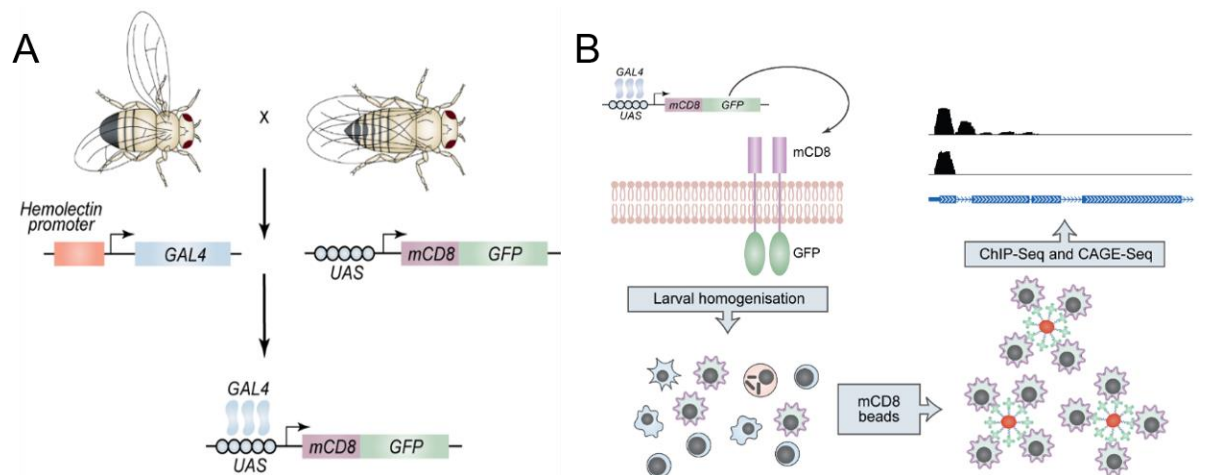 A
x
Hemolectin
promoter
GAL4
UAS
mCD8
GFP
GAL4
UAS
mCD8
GFP
B
GAL4
UAS
mCD8
GFP
mCD8
GFP
Larval homogenisation
mCD8
beads
ChIP-Seq and CAGE-Seq